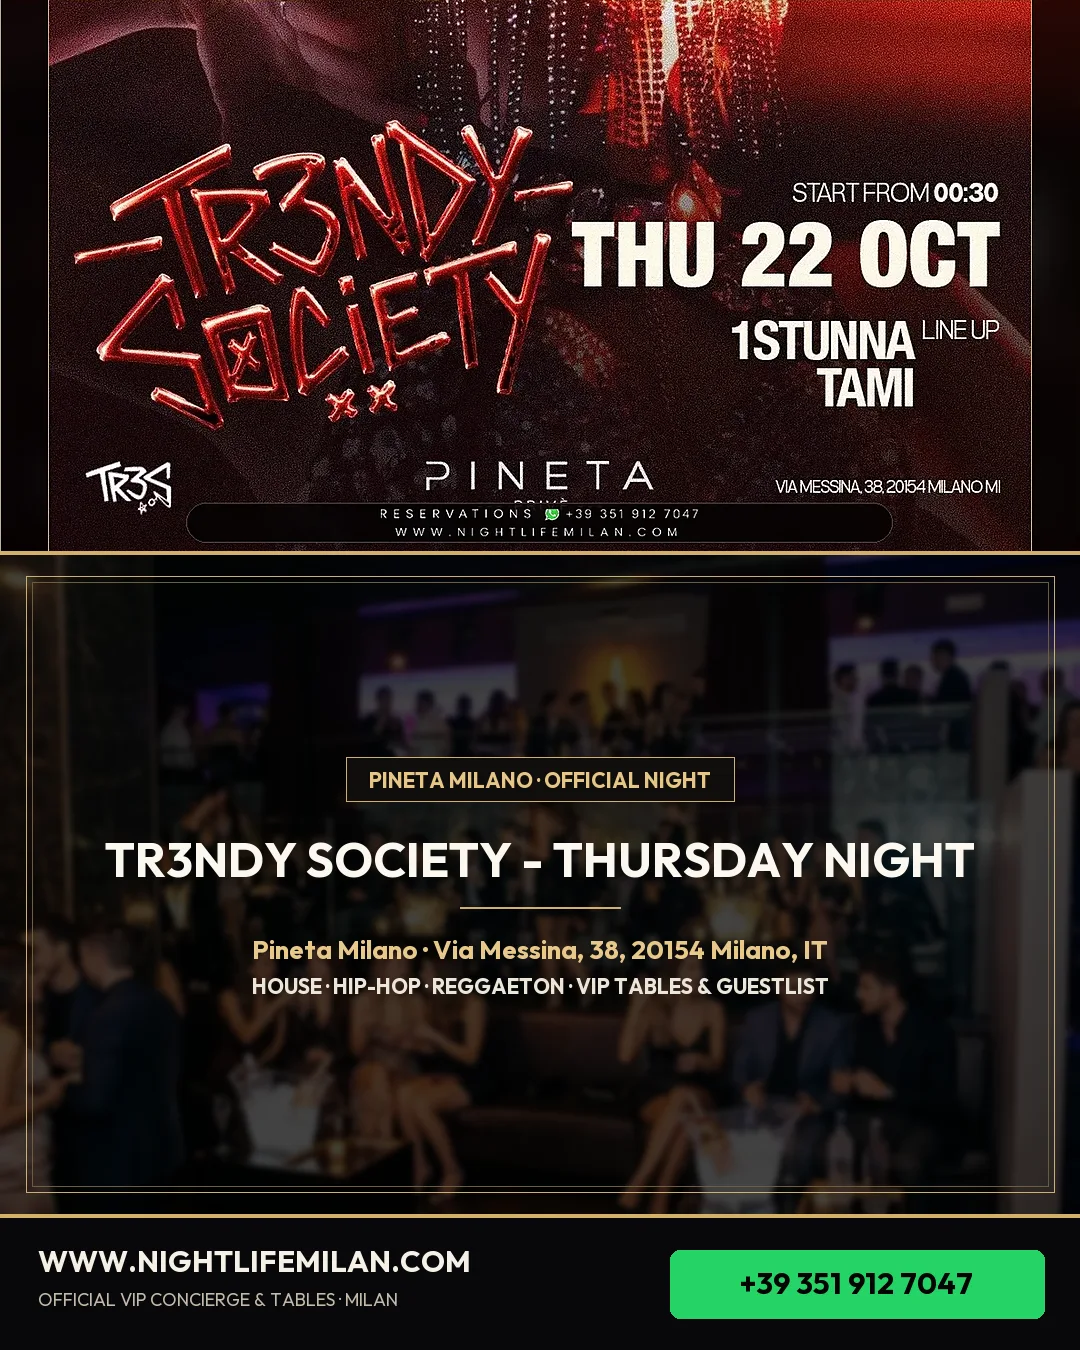 TR3NDY
SOCIETY
START FROM 00:30
THU 22 OCT
1STUNNA LINE UP
TAMI
TR3S
PINETA
PRIVÈ
VIA MESSINA, 38, 20154 MILANO MI
RESERVATIONS +39 351 912 7047
WWW.NIGHTLIFEMILAN.COM
PINETA MILANO · OFFICIAL NIGHT
TR3NDY SOCIETY - THURSDAY NIGHT
Pineta Milano · Via Messina, 38, 20154 Milano, IT
HOUSE · HIP-HOP · REGGAETON · VIP TABLES & GUESTLIST
WWW.NIGHTLIFEMILAN.COM
OFFICIAL VIP CONCIERGE & TABLES · MILAN
+39 351 912 7047